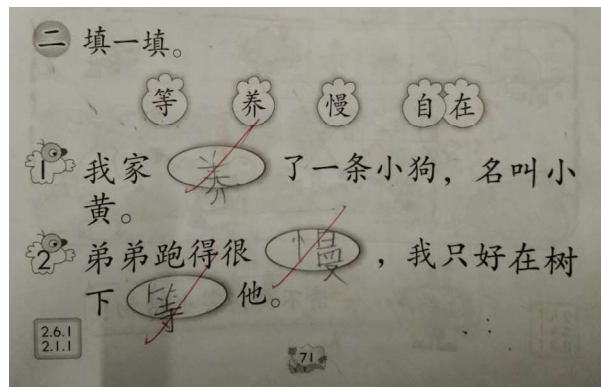 二 填一填。
等 养 慢 自在
1 我家 养 了一条小狗，名叫小
黄。
2 弟弟跑得很 慢 ，我只好在树
下 等 他。
2.6.1
2.1.1
71